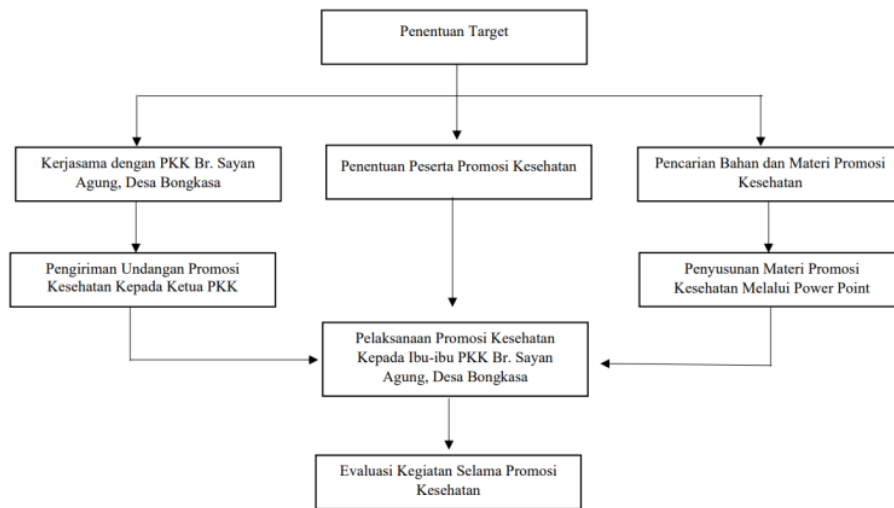 Penentuan Target
Kerjasama dengan PKK Br. Sayan
Agung, Desa Bongkasa
Penentuan Peserta Promosi Kesehatan
Pencarian Bahan dan Materi Promosi
Kesehatan
Pengiriman Undangan Promosi
Kesehatan Kepada Ketua PKK
Penyusunan Materi Promosi
Kesehatan Melalui Power Point
Pelaksanaan Promosi Kesehatan
Kepada Ibu-ibu PKK Br. Sayan
Agung, Desa Bongkasa
Evaluasi Kegiatan Selama Promosi
Kesehatan